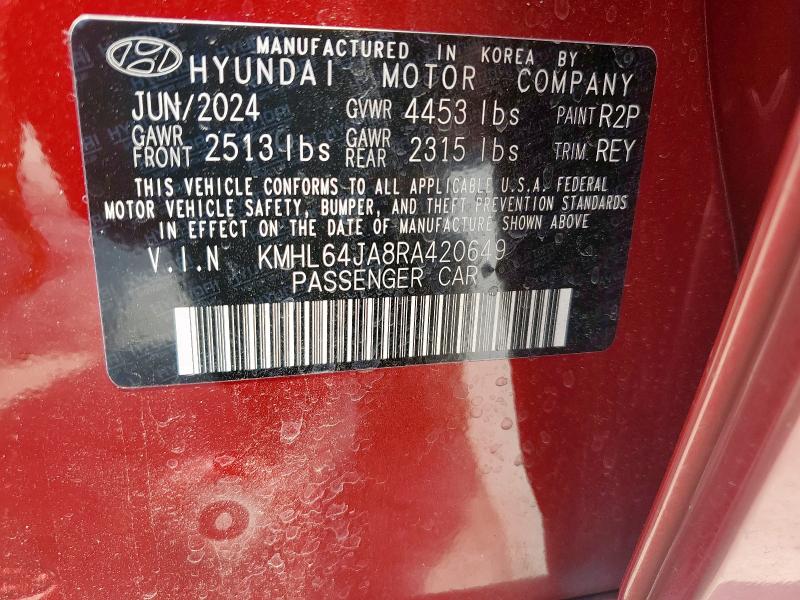 MANUFACTURED IN KOREA BY
HYUNDAI MOTOR COMPANY
JUN/2024 GVWR 4453 lbs PAINT R2P
GAWR FRONT 2513 lbs GAWR REAR 2315 lbs TRIM REY
THIS VEHICLE CONFORMS TO ALL APPLICABLE U.S.A. FEDERAL
MOTOR VEHICLE SAFETY, BUMPER, AND THEFT PREVENTION STANDARDS
IN EFFECT ON THE DATE OF MANUFACTURE SHOWN ABOVE
V.I.N KMHL64JA8RA420649
PASSENGER CAR